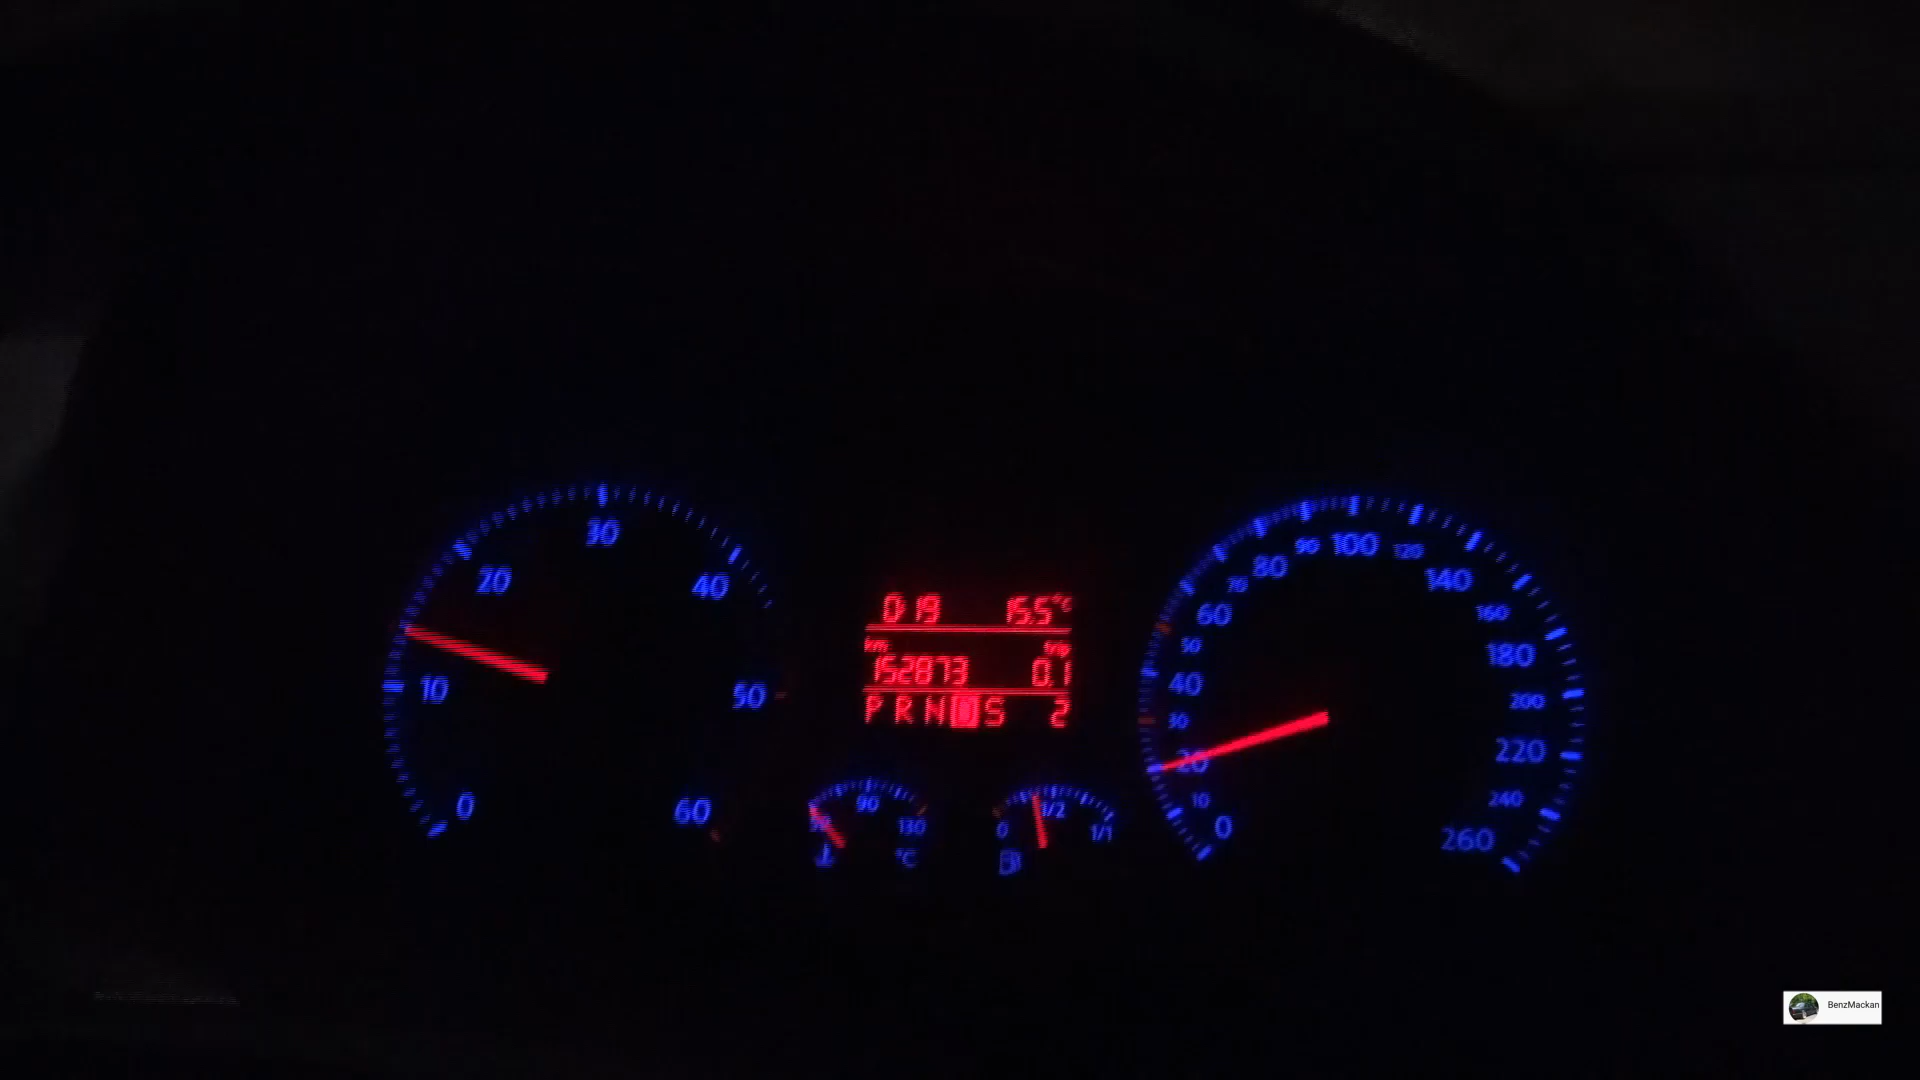 0 10 20 30 40 50 60
0:19 15.5°C
km trip
152873 0.1
P R N D S 2
50 90 130
°C
0 1/2 1/1
0 10 20 30 40 50 60 70 80 90 100 120 140 160 180 200 220 240 260
BenzMackan